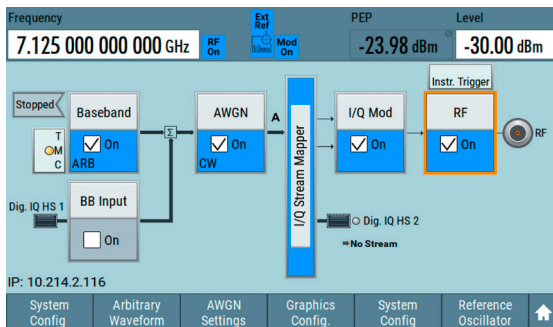 Frequency
Ext Ref
PEP
Level
7.125 000 000 000 GHz
RF On
Mod On
-23.98 dBm
-30.00 dBm
Instr. Trigger
Stopped
Baseband
AWGN
A
I/Q Stream Mapper
I/Q Mod
RF
T
M
C
On
ARB
Σ
On
CW
On
On
RF
Dig. IQ HS 1
BB Input
On
Dig. IQ HS 2
⇒No Stream
IP: 10.214.2.116
System Config
Arbitrary Waveform
AWGN Settings
Graphics Config.
System Config
Reference Oscillator